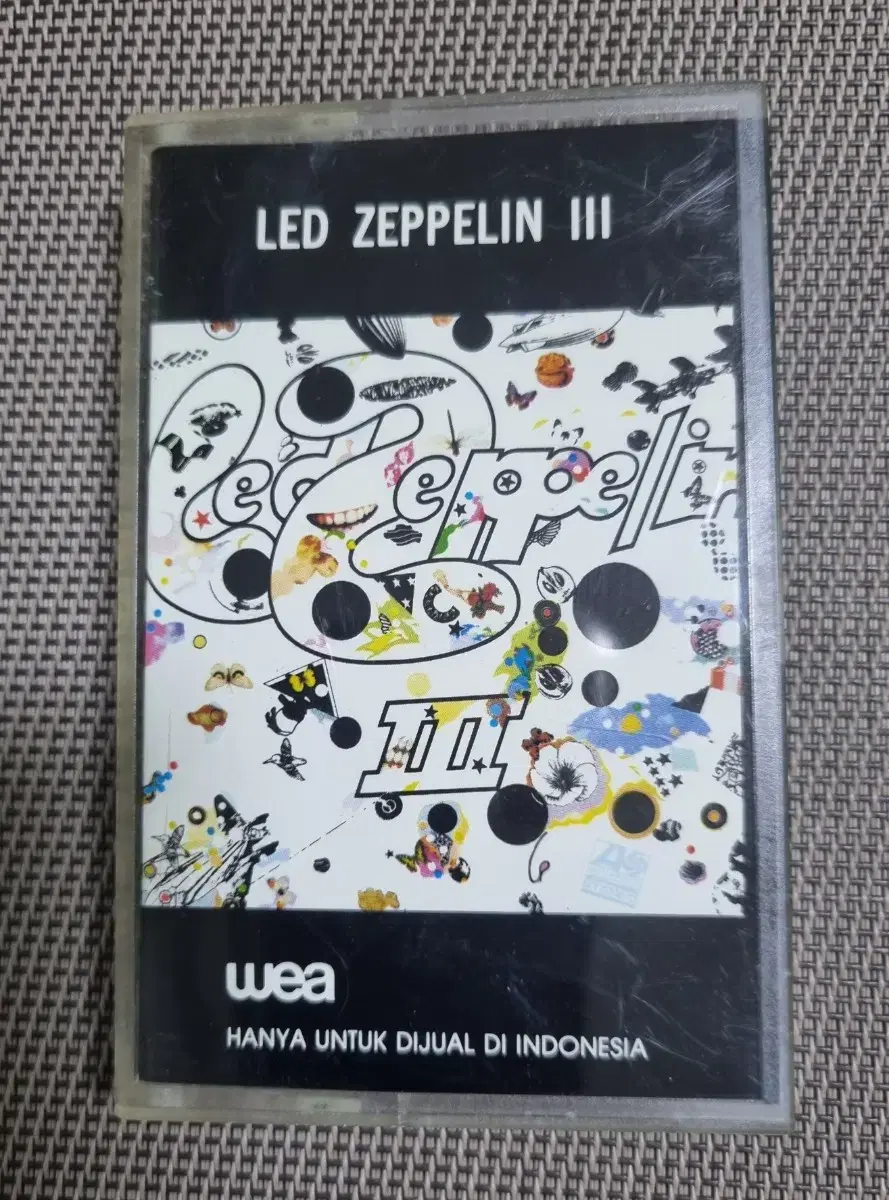 LED ZEPPELIN III
Led Zeppelin
III
wea
HANYA UNTUK DIJUAL DI INDONESIA